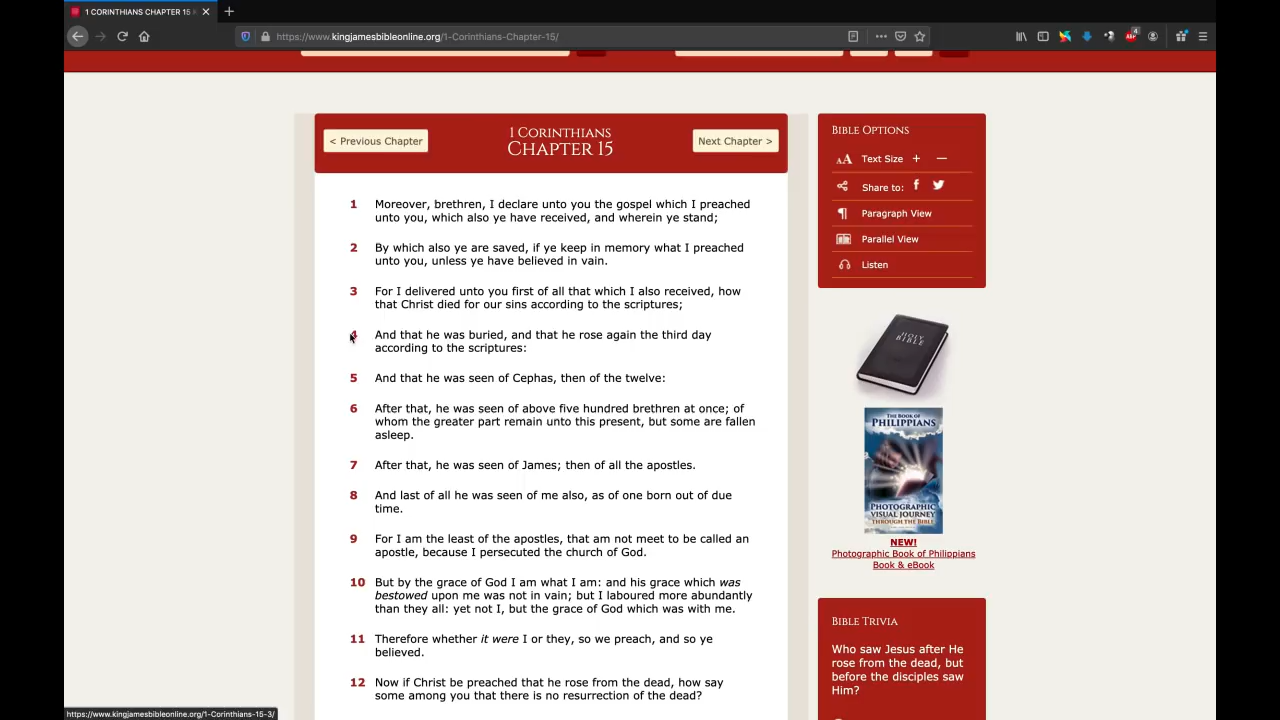 1 CORINTHIANS CHAPTER 15
https://www.kingjamesbibleonline.org/1-Corinthians-Chapter-15/
4
< Previous Chapter
1 Corinthians
Chapter 15
Next Chapter >
1 Moreover, brethren, I declare unto you the gospel which I preached
unto you, which also ye have received, and wherein ye stand;
2 By which also ye are saved, if ye keep in memory what I preached
unto you, unless ye have believed in vain.
3 For I delivered unto you first of all that which I also received, how
that Christ died for our sins according to the scriptures;
4 And that he was buried, and that he rose again the third day
according to the scriptures:
5 And that he was seen of Cephas, then of the twelve:
6 After that, he was seen of above five hundred brethren at once; of
whom the greater part remain unto this present, but some are fallen
asleep.
7 After that, he was seen of James; then of all the apostles.
8 And last of all he was seen of me also, as of one born out of due
time.
9 For I am the least of the apostles, that am not meet to be called an
apostle, because I persecuted the church of God.
10 But by the grace of God I am what I am: and his grace which was
bestowed upon me was not in vain; but I laboured more abundantly
than they all: yet not I, but the grace of God which was with me.
11 Therefore whether it were I or they, so we preach, and so ye
believed.
12 Now if Christ be preached that he rose from the dead, how say
some among you that there is no resurrection of the dead?
Bible Options
AA Text Size + —
Share to:
Paragraph View
Parallel View
Listen
HOLY
BIBLE
THE BOOK OF
PHILIPPIANS
PHOTOGRAPHIC
VISUAL JOURNEY
THROUGH THE BIBLE
NEW!
Photographic Book of Philippians
Book & eBook
Bible Trivia
Who saw Jesus after He
rose from the dead, but
before the disciples saw
Him?
https://www.kingjamesbibleonline.org/1-Corinthians-15-3/